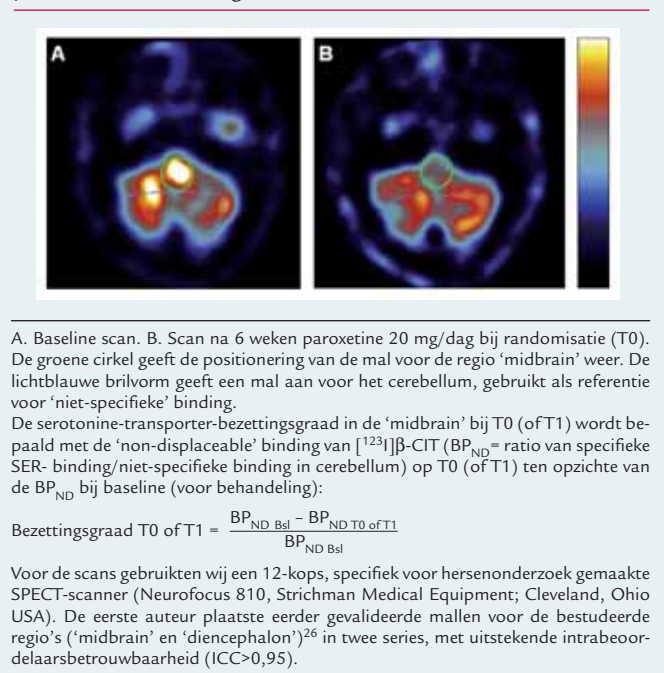 A
B
A. Baseline scan. B. Scan na 6 weken paroxetine 20 mg/dag bij randomisatie (T0).
De groene cirkel geeft de positionering van de mal voor de regio ‘midbrain’ weer. De
lichtblauwe brilvorm geeft een mal aan voor het cerebellum, gebruikt als referentie
voor ‘niet-specifieke’ binding.
De serotonine-transporter-bezettingsgraad in de ‘midbrain’ bij T0 (of T1) wordt be-
paald met de ‘non-displaceable’ binding van [¹²³I]β-CIT (BP_ND= ratio van specifieke
SER- binding/niet-specifieke binding in cerebellum) op T0 (of T1) ten opzichte van
de BP_ND bij baseline (voor behandeling):
Bezettingsgraad T0 of T1 = (BP_ND Bsl – BP_ND T0 of T1) / BP_ND Bsl
Voor de scans gebruikten wij een 12-kops, specifiek voor hersenonderzoek gemaakte
SPECT-scanner (Neurofocus 810, Strichman Medical Equipment; Cleveland, Ohio
USA). De eerste auteur plaatste eerder gevalideerde mallen voor de bestudeerde
regio’s (‘midbrain’ en ‘diencephalon’)²⁶ in twee series, met uitstekende intrabeoor-
delaarsbetrouwbaarheid (ICC>0,95).